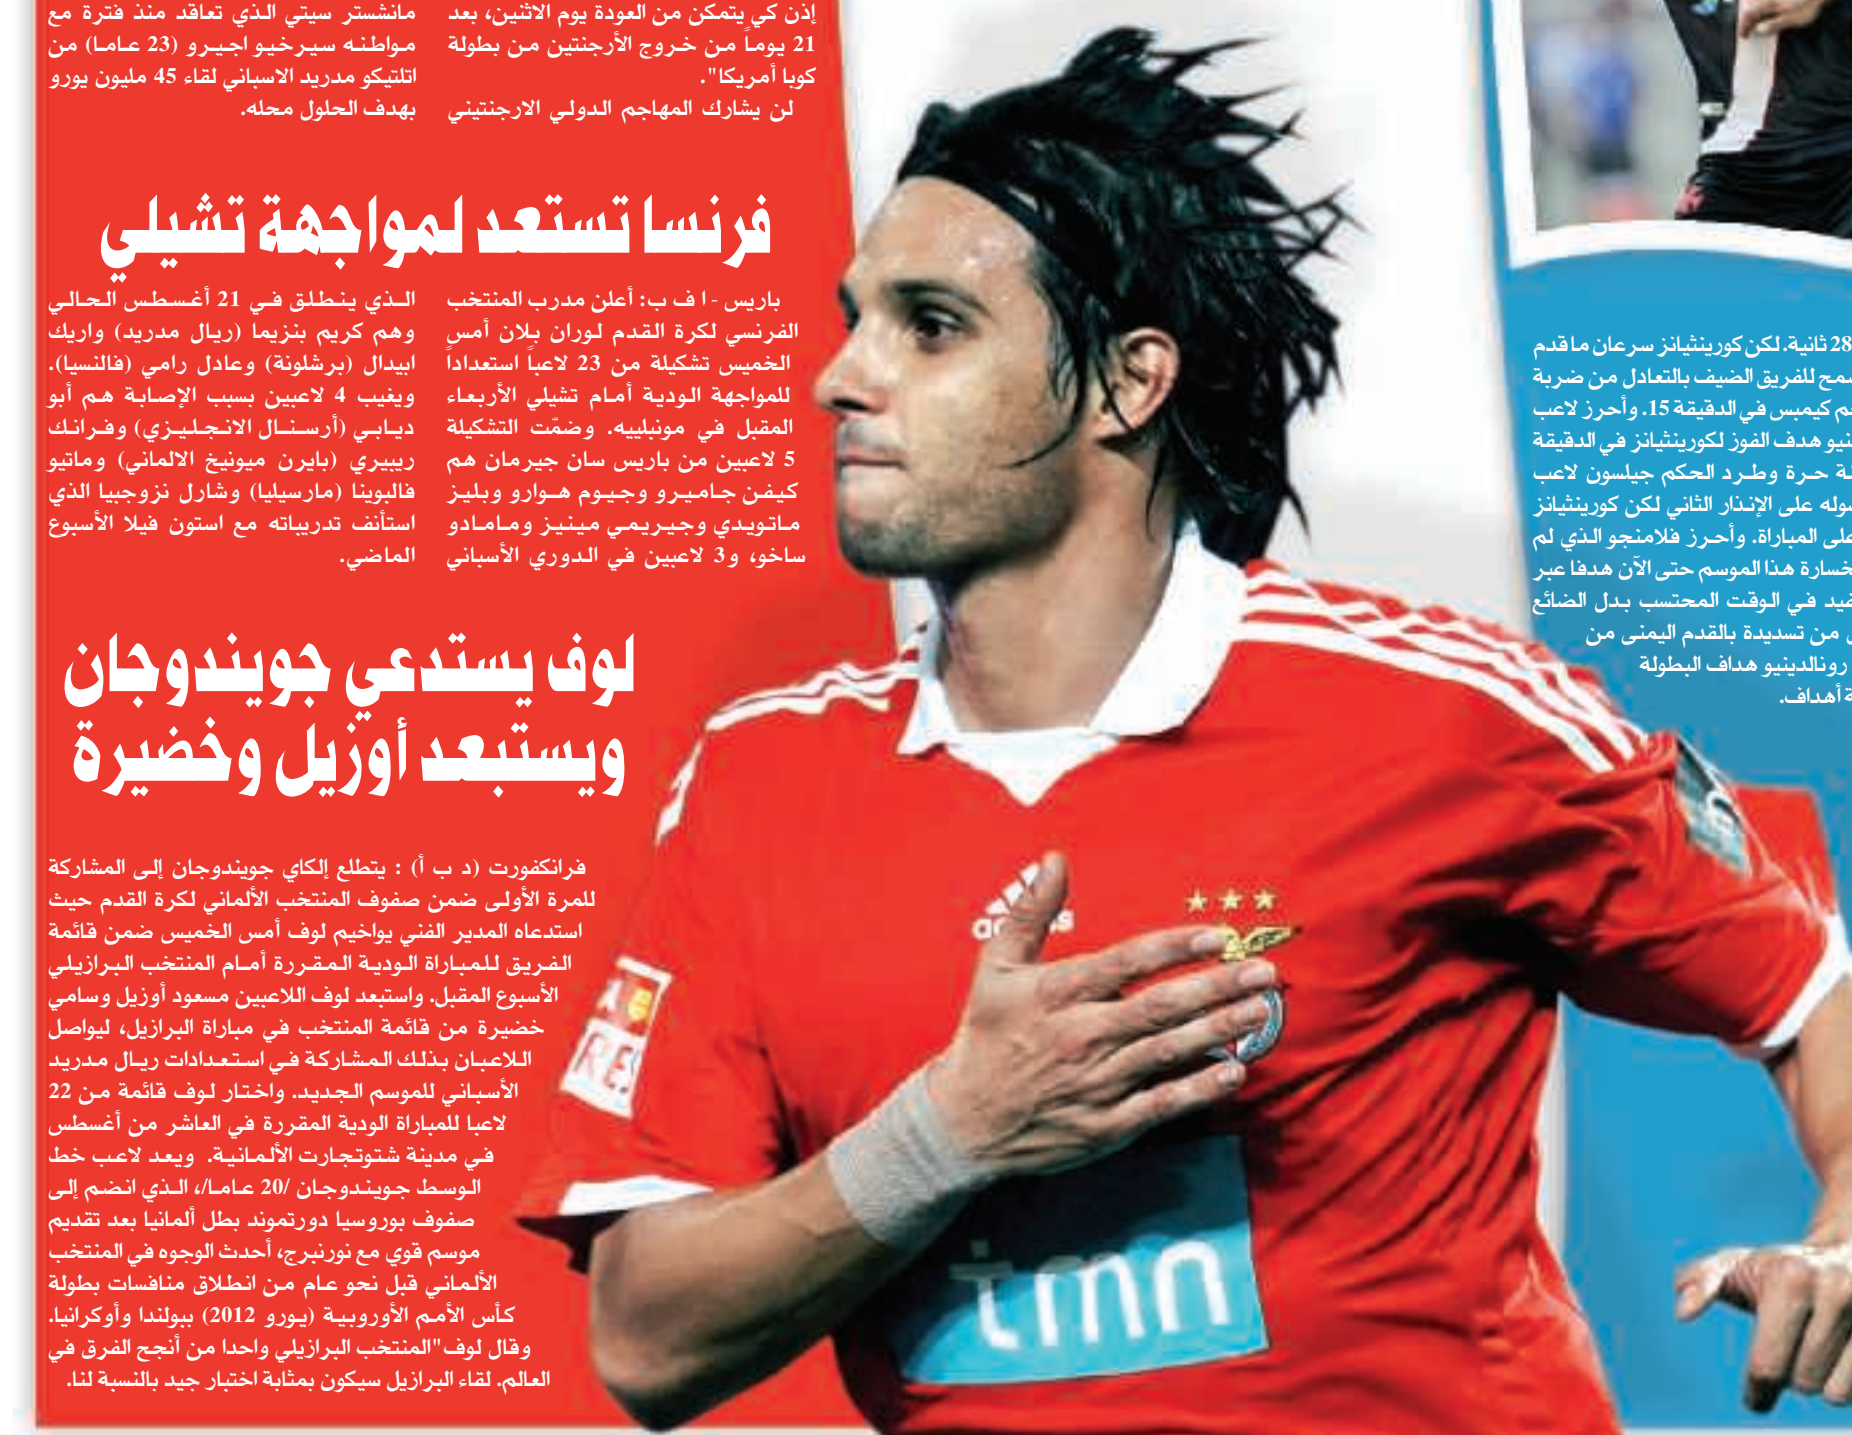 إذن كي يتمكن من العودة يوم الاثنين، بعد
21 يوماً من خروج الأرجنتين من بطولة
كوبا أمريكا".
لن يشارك المهاجم الدولي الارجنتيني
مانشستر سيتي الذي تعاقد منذ فترة مع
مواطنه سيرخيو اجيرو (23 عاما) من
اتلتيكو مدريد الاسباني لقاء 45 مليون يورو
بهدف الحلول محله.
فرنسا تستعد لمواجهة تشيلي
باريس - ا ف ب: أعلن مدرب المنتخب
الفرنسي لكرة القدم لوران بلان أمس
الخميس تشكيلة من 23 لاعباً استعداداً
للمواجهة الودية أمام تشيلي الأربعاء
المقبل في مونبلييه. وضمّت التشكيلة
5 لاعبين من باريس سان جيرمان هم
كيفن جاميرو وجيوم هوارو وبليز
ماتويدي وجيريمي مينيز ومامادو
ساخو، و3 لاعبين في الدوري الأسباني
الذي ينطلق في 21 أغسطس الحالي
وهم كريم بنزيما (ريال مدريد) واريك
ابيدال (برشلونة) وعادل رامي (فالنسيا).
ويغيب 4 لاعبين بسبب الإصابة هم أبو
ديابي (أرسنال الانجليزي) وفرانك
ريبيري (بايرن ميونيخ الالماني) وماتيو
فالبوينا (مارسيليا) وشارل نزوجبيا الذي
استأنف تدريباته مع استون فيلا الأسبوع
الماضي.
لوف يستدعي جويندوجان
ويستبعد أوزيل وخضيرة
فرانكفورت (د ب أ) : يتطلع إلكاي جويندوجان إلى المشاركة
للمرة الأولى ضمن صفوف المنتخب الألماني لكرة القدم حيث
استدعاه المدير الفني يواخيم لوف أمس الخميس ضمن قائمة
الفريق للمباراة الودية المقررة أمام المنتخب البرازيلي
الأسبوع المقبل. واستبعد لوف اللاعبين مسعود أوزيل وسامي
خضيرة من قائمة المنتخب في مباراة البرازيل، ليواصل
اللاعبان بذلك المشاركة في استعدادات ريال مدريد
الأسباني للموسم الجديد. واختار لوف قائمة من 22
لاعبا للمباراة الودية المقررة في العاشر من أغسطس
في مدينة شتوتجارت الألمانية. ويعد لاعب خط
الوسط جويندوجان /20 عاما/، الذي انضم إلى
صفوف بوروسيا دورتموند بطل ألمانيا بعد تقديم
موسم قوي مع نورنبرج، أحدث الوجوه في المنتخب
الألماني قبل نحو عام من انطلاق منافسات بطولة
كأس الأمم الأوروبية (يورو 2012) ببولندا وأوكرانيا.
وقال لوف"المنتخب البرازيلي واحدا من أنجح الفرق في
العالم. لقاء البرازيل سيكون بمثابة اختبار جيد بالنسبة لنا.
28 ثانية. لكن كورينثيانز سرعان ما قدم
للفريق الضيف بالتعادل من ضربة
كيمبس في الدقيقة 15. وأحرز لاعب
هدف الفوز لكورينثيانز في الدقيقة
حرة وطرد الحكم جيلسون لاعب
على الإنذار الثاني لكن كورينثيانز
على المباراة. وأحرز فلامنجو الذي لم
هذا الموسم حتى الآن هدفا عبر
في الوقت المحتسب بدل الضائع
من تسديدة بالقدم اليمنى من
رونالدينيو هداف البطولة
أهداف.
tmn
RES